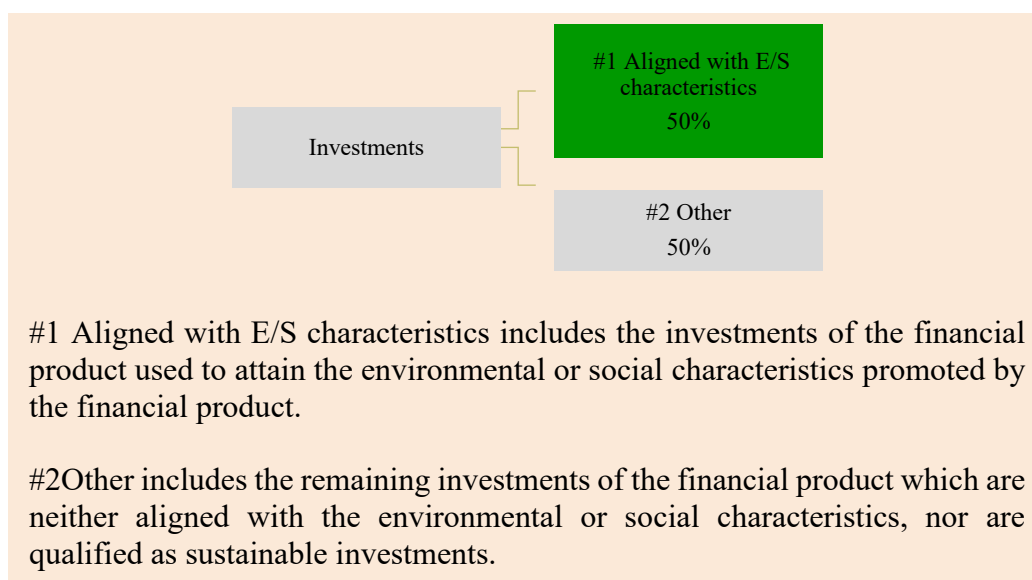 #1 Aligned with E/S
characteristics
50%
Investments
#2 Other
50%
#1 Aligned with E/S characteristics includes the investments of the financial
product used to attain the environmental or social characteristics promoted by
the financial product.
#2Other includes the remaining investments of the financial product which are
neither aligned with the environmental or social characteristics, nor are
qualified as sustainable investments.